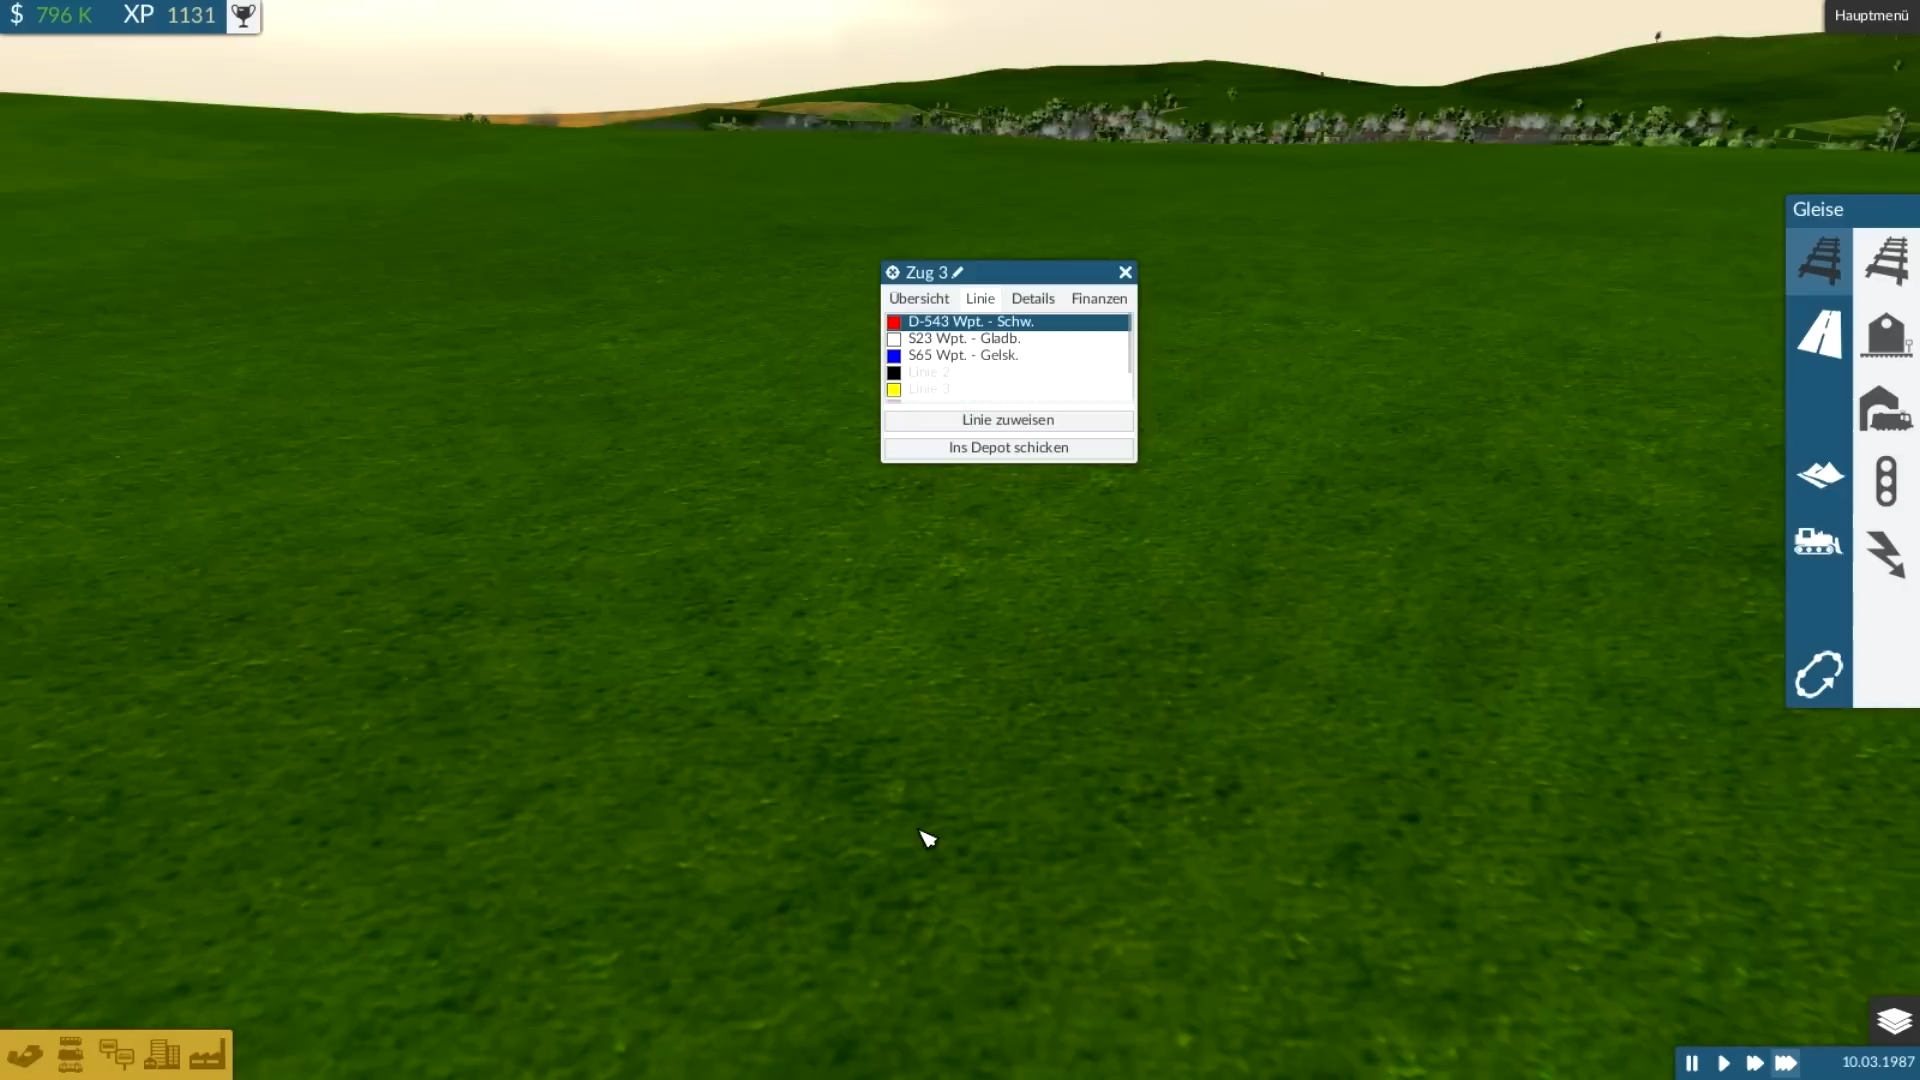 $ 796 K XP 1131
Hauptmenü
Gleise
Zug 3
Übersicht Linie Details Finanzen
D-543 Wpt. - Schw.
S23 Wpt. - Gladb.
S65 Wpt. - Gelsk.
Linie 2
Linie 3
Linie zuweisen
Ins Depot schicken
10.03.1987